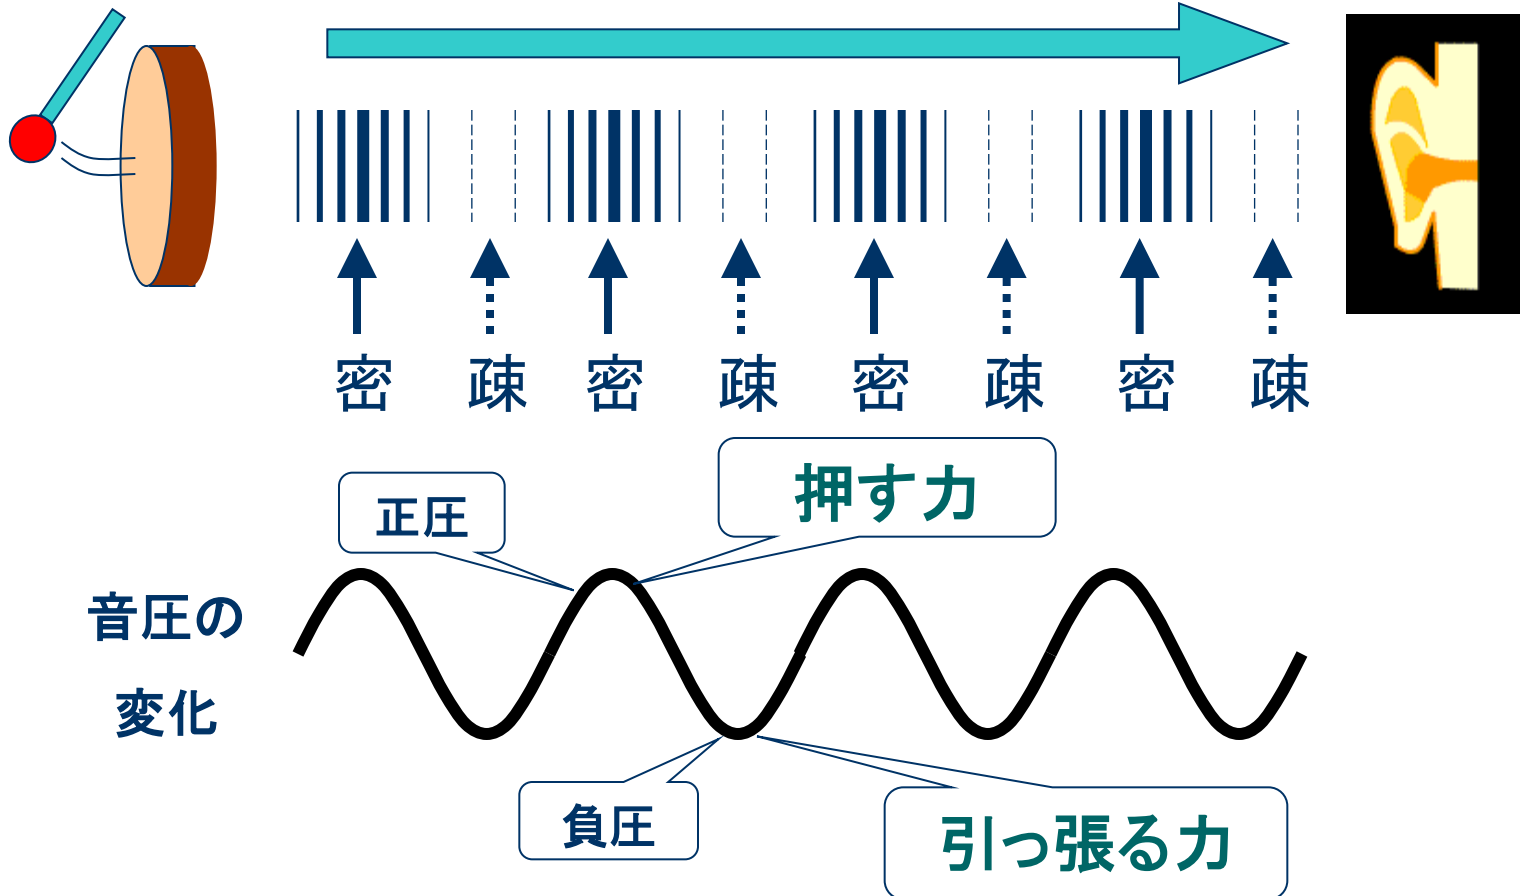 密 疎 密 疎 密 疎 密 疎
押す力
正圧
音圧の
変化
負圧
引っ張る力